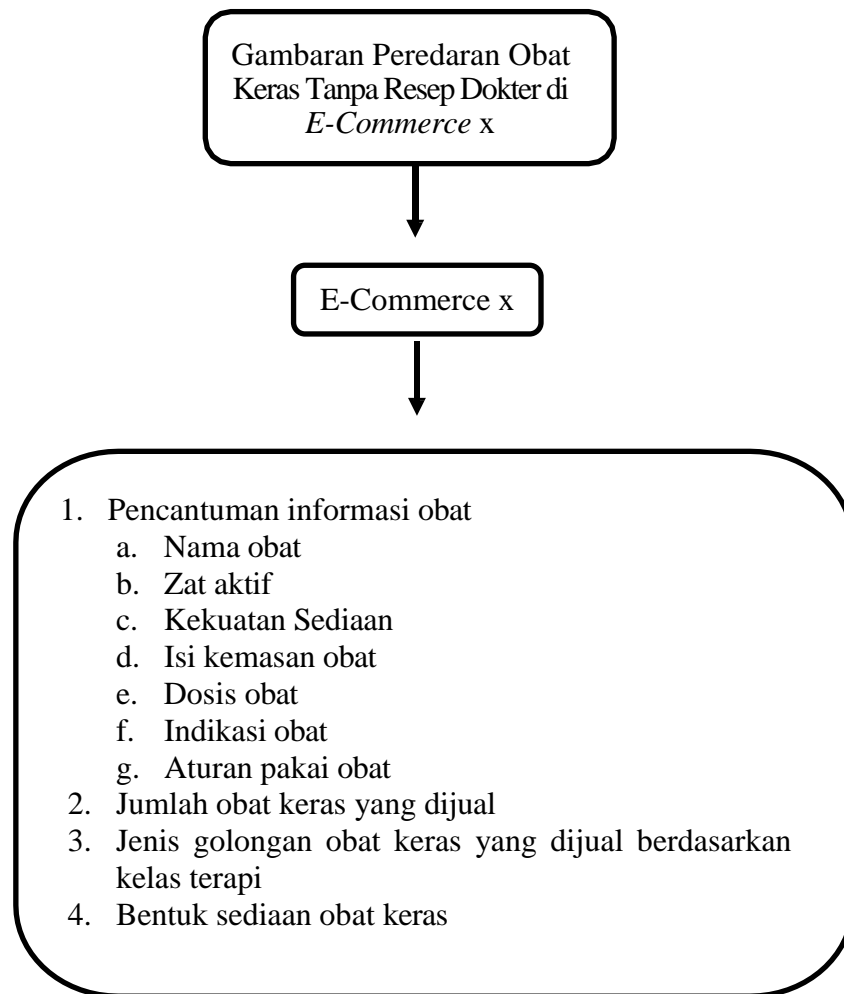 Gambaran Peredaran Obat
Keras Tanpa Resep Dokter di
E-Commerce x
E-Commerce x
1. Pencantuman informasi obat
a. Nama obat
b. Zat aktif
c. Kekuatan Sediaan
d. Isi kemasan obat
e. Dosis obat
f. Indikasi obat
g. Aturan pakai obat
2. Jumlah obat keras yang dijual
3. Jenis golongan obat keras yang dijual berdasarkan
kelas terapi
4. Bentuk sediaan obat keras